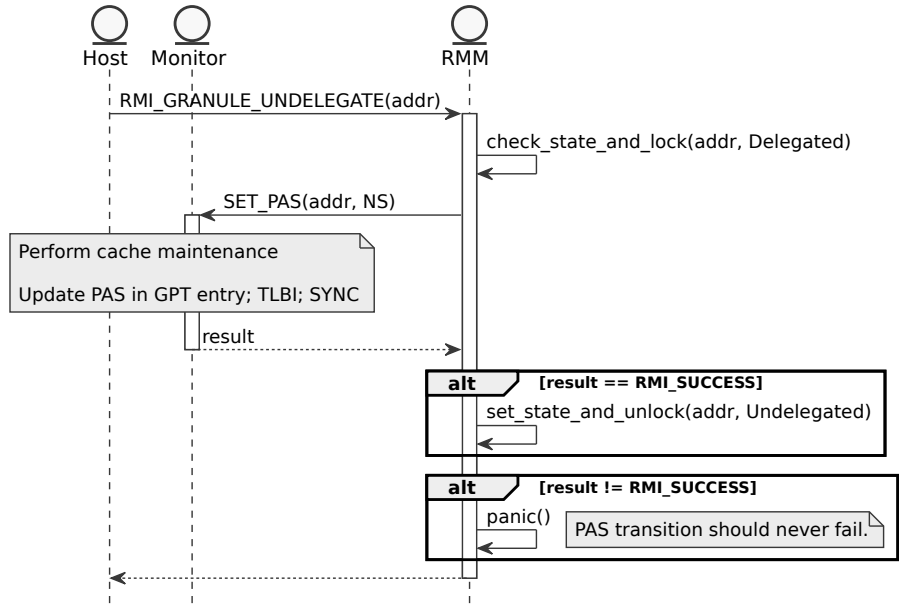 Host
Monitor
RMM
RMI_GRANULE_UNDELEGATE(addr)
check_state_and_lock(addr, Delegated)
SET_PAS(addr, NS)
Perform cache maintenance
Update PAS in GPT entry; TLBI; SYNC
result
alt
[result == RMI_SUCCESS]
set_state_and_unlock(addr, Undelegated)
alt
[result != RMI_SUCCESS]
panic()
PAS transition should never fail.